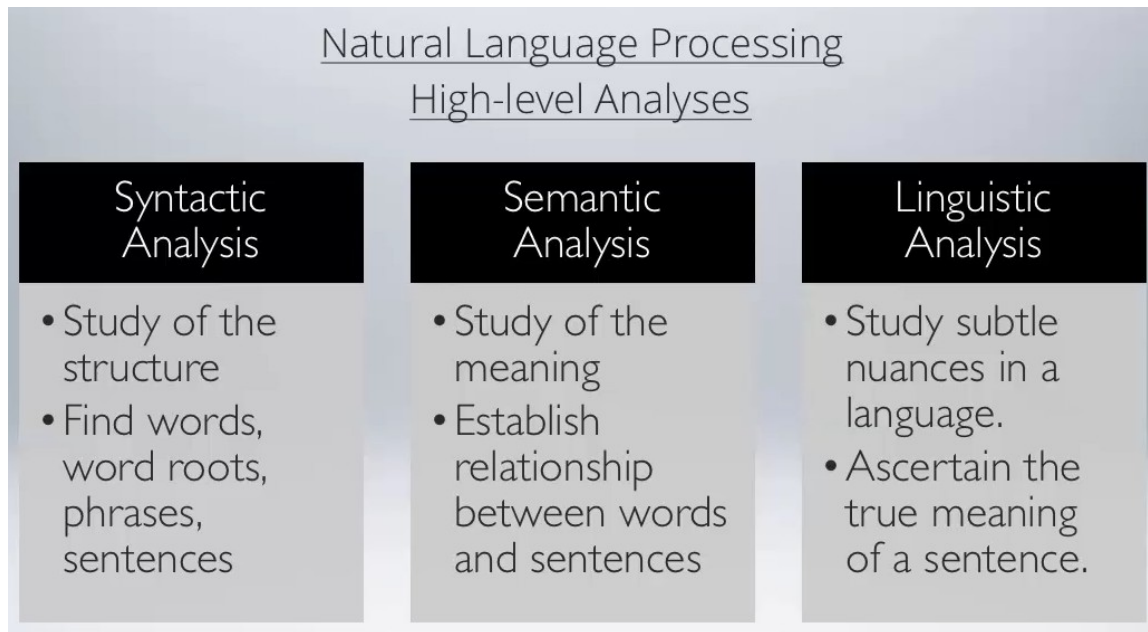 Natural Language Processing
High-level Analyses
Syntactic
Analysis
• Study of the
structure
• Find words,
word roots,
phrases,
sentences
Semantic
Analysis
• Study of the
meaning
• Establish
relationship
between words
and sentences
Linguistic
Analysis
• Study subtle
nuances in a
language.
• Ascertain the
true meaning
of a sentence.